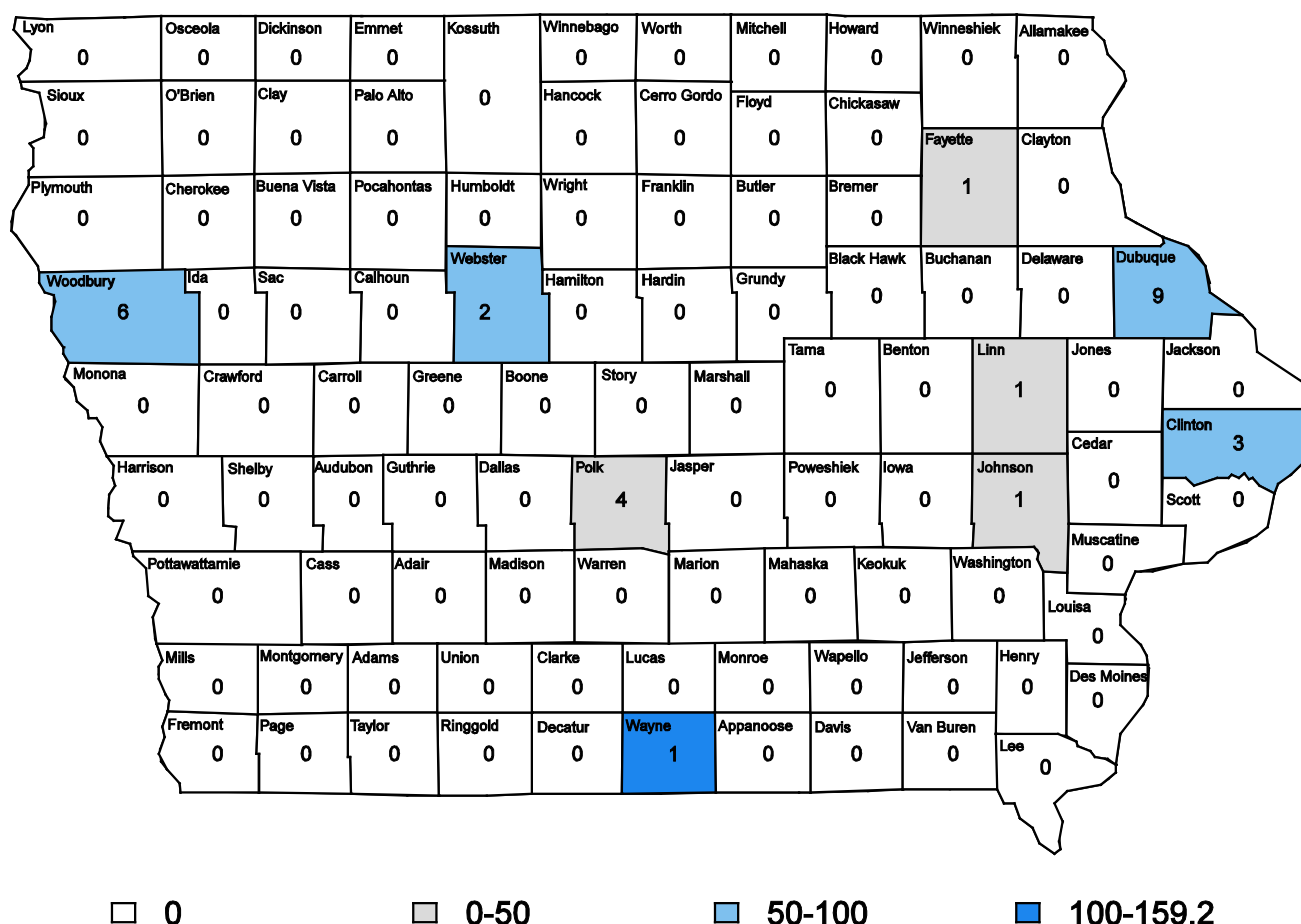 Lyon Osceola Dickinson Emmet Kossuth Winnebago Worth Mitchell Howard Winneshiek Allamakee
0 0 0 0 0 0 0 0 0 0
Sioux O'Brien Clay Palo Alto Hancock Cerro Gordo Floyd Chickasaw
0 0 0 0 0 0 0 0 0
Fayette Clayton
1 0
Plymouth Cherokee Buena Vista Pocahontas Humboldt Wright Franklin Butler Bremer
0 0 0 0 0 0 0 0 0
Woodbury Ida Sac Calhoun Webster Hamilton Hardin Grundy Black Hawk Buchanan Delaware Dubuque
6 0 0 0 2 0 0 0 0 0 0 9
Tama Benton Linn Jones Jackson
0 0 1 0 0
Monona Crawford Carroll Greene Boone Story Marshall
0 0 0 0 0 0 0
Clinton
3
Cedar
0
Harrison Shelby Audubon Guthrie Dallas Polk Jasper Poweshiek Iowa Johnson Scott
0 0 0 0 0 4 0 0 0 1 0
Muscatine
0
Pottawattamie Cass Adair Madison Warren Marion Mahaska Keokuk Washington
0 0 0 0 0 0 0 0 0
Louisa
0
Mills Montgomery Adams Union Clarke Lucas Monroe Wapello Jefferson Henry Des Moines
0 0 0 0 0 0 0 0 0 0 0
Fremont Page Taylor Ringgold Decatur Wayne Appanoose Davis Van Buren Lee
0 0 0 0 0 1 0 0 0 0
0 0-50 50-100 100-159.2